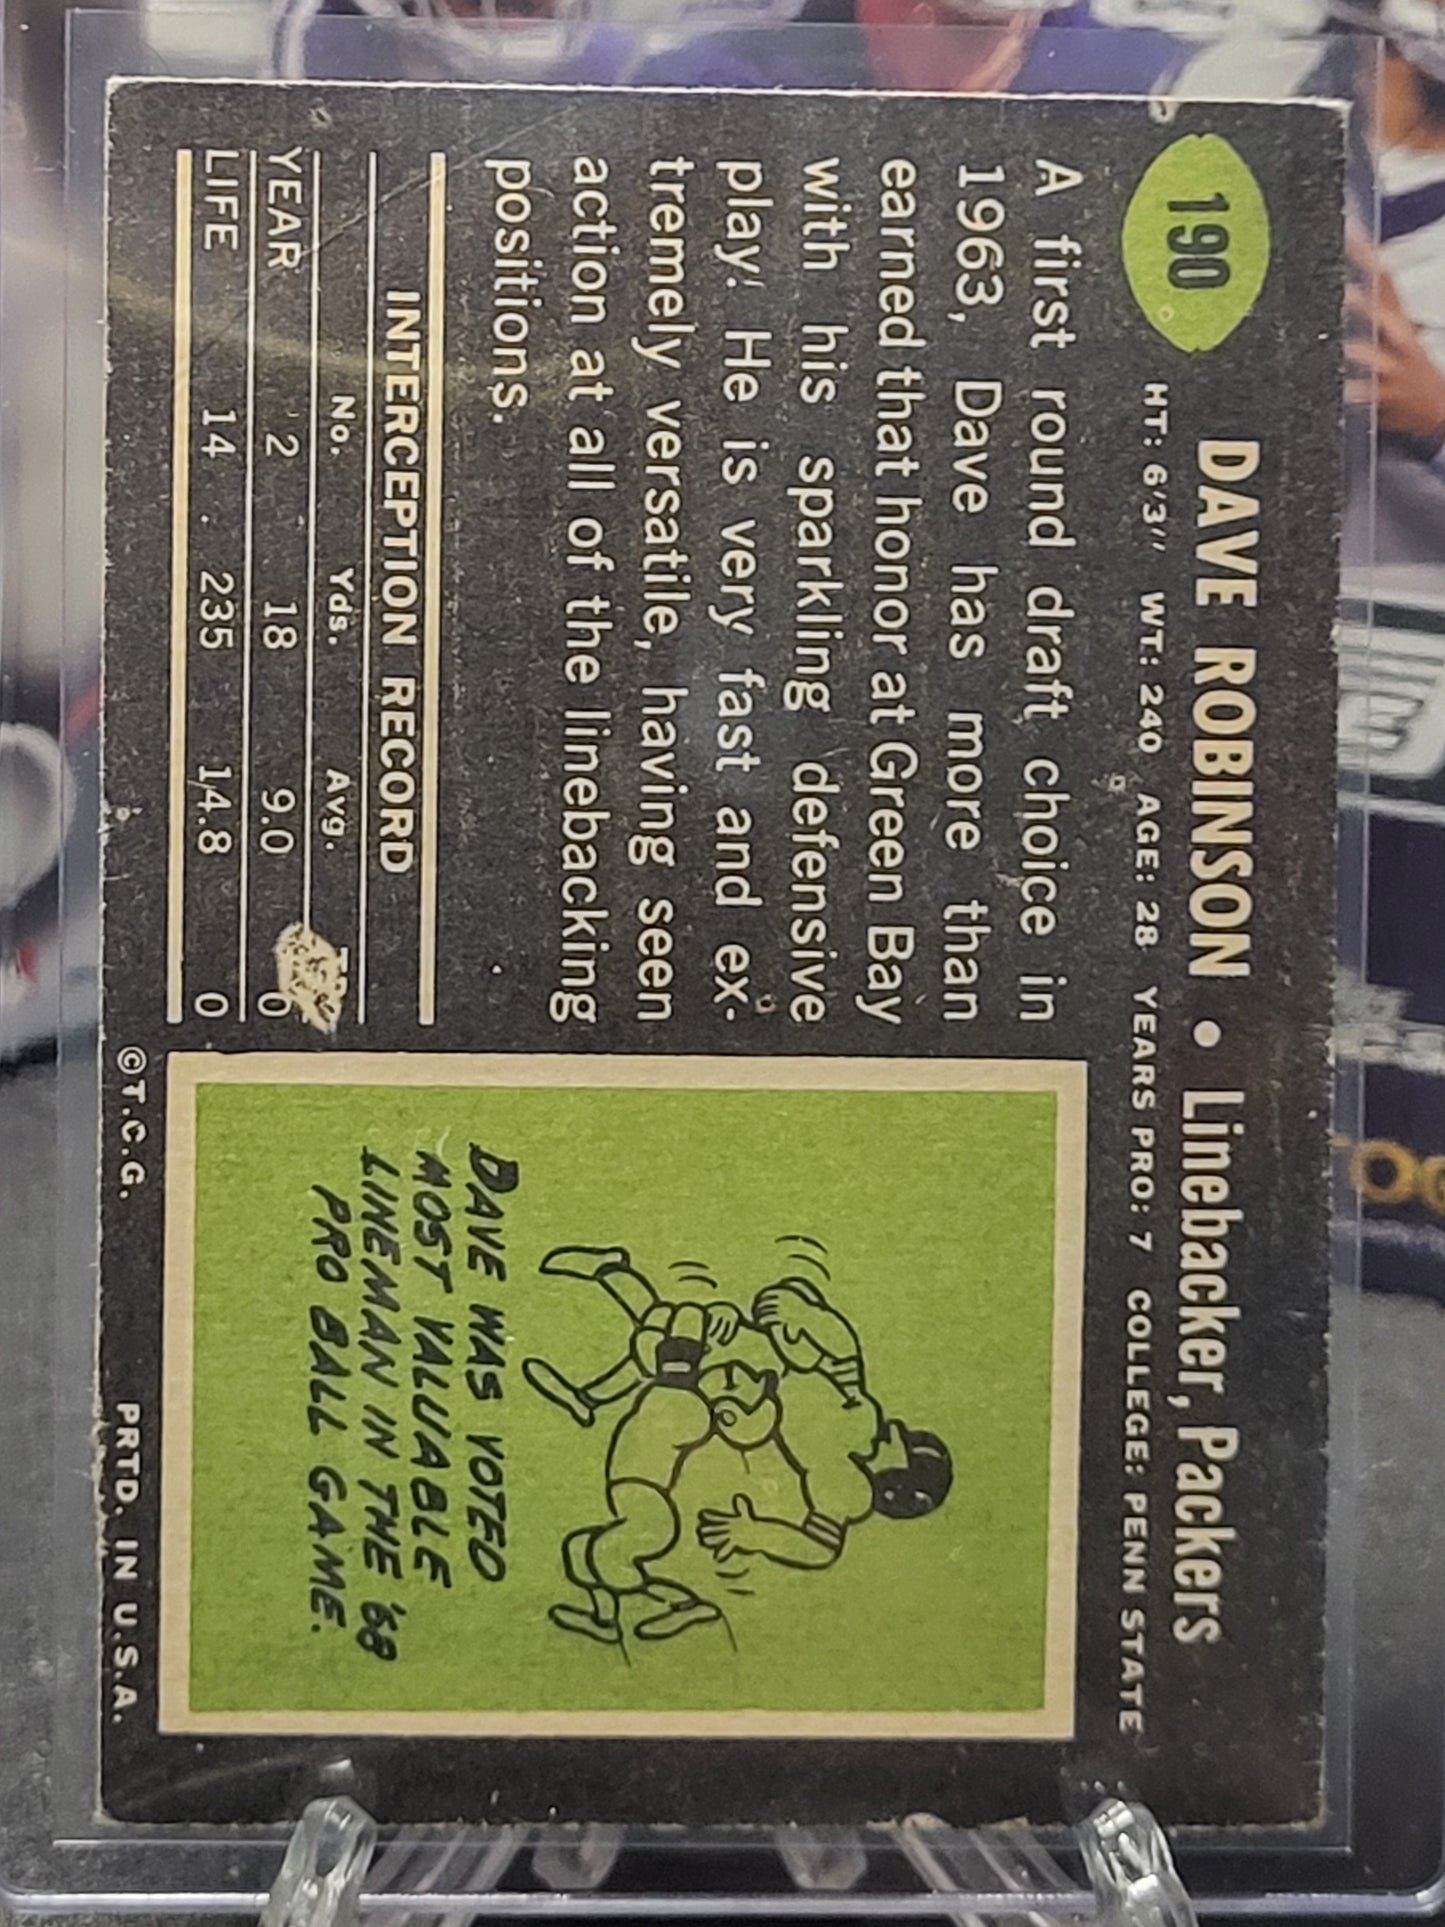 190
DAVE ROBINSON • Linebacker, Packers
HT: 6'3" WT: 240 AGE: 28 YEARS PRO: 7 COLLEGE: PENN STATE
A first round draft choice in
1963, Dave has more than
earned that honor at Green Bay
with his sparkling defensive
play. He is very fast and ex-
tremely versatile, having seen
action at all of the linebacking
positions.
INTERCEPTION RECORD
No. Yds. Avg.
YEAR 2 18 9.0 0
LIFE 14 235 14.8 0
DAVE WAS VOTED
MOST VALUABLE
LINEMAN IN THE '68
PRO BALL GAME.
©T.C.G. PRTD. IN U.S.A.